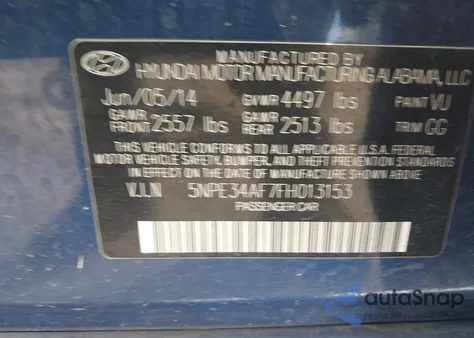 MANUFACTURED BY
HYUNDAI MOTOR MANUFACTURING ALABAMA, LLC
Jun/05/14 GVWR 4497 lbs PAINT VU
GAWR FRONT 2557 lbs GAWR REAR 2513 lbs TRIM GG
THIS VEHICLE CONFORMS TO ALL APPLICABLE U.S.A. FEDERAL
MOTOR VEHICLE SAFETY, BUMPER, AND THEFT PREVENTION STANDARDS
IN EFFECT ON THE DATE OF MANUFACTURE SHOWN ABOVE.
V.I.N 5NPE34AF7FH013153
PASSENGER CAR
autoSnap